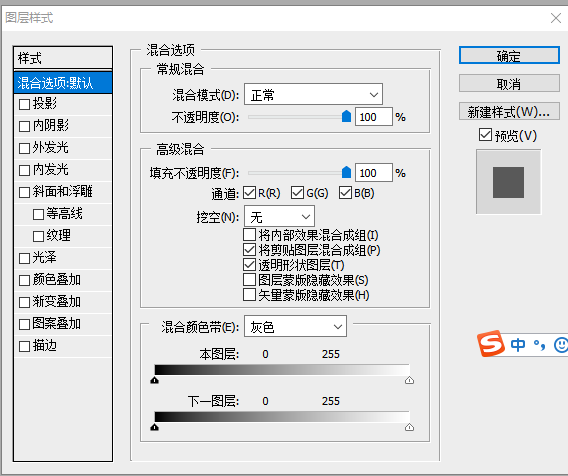 图层样式
样式
混合选项:默认
投影
内阴影
外发光
内发光
斜面和浮雕
等高线
纹理
光泽
颜色叠加
渐变叠加
图案叠加
描边
混合选项
常规混合
混合模式(D): 正常
不透明度(O): 100 %
高级混合
填充不透明度(F): 100 %
通道: R(R) G(G) B(B)
挖空(N): 无
将内部效果混合成组(I)
将剪贴图层混合成组(P)
透明形状图层(T)
图层蒙版隐藏效果(S)
矢量蒙版隐藏效果(H)
混合颜色带(E): 灰色
本图层: 0 255
下一图层: 0 255
确定
取消
新建样式(W)...
预览(V)
S 中 °，